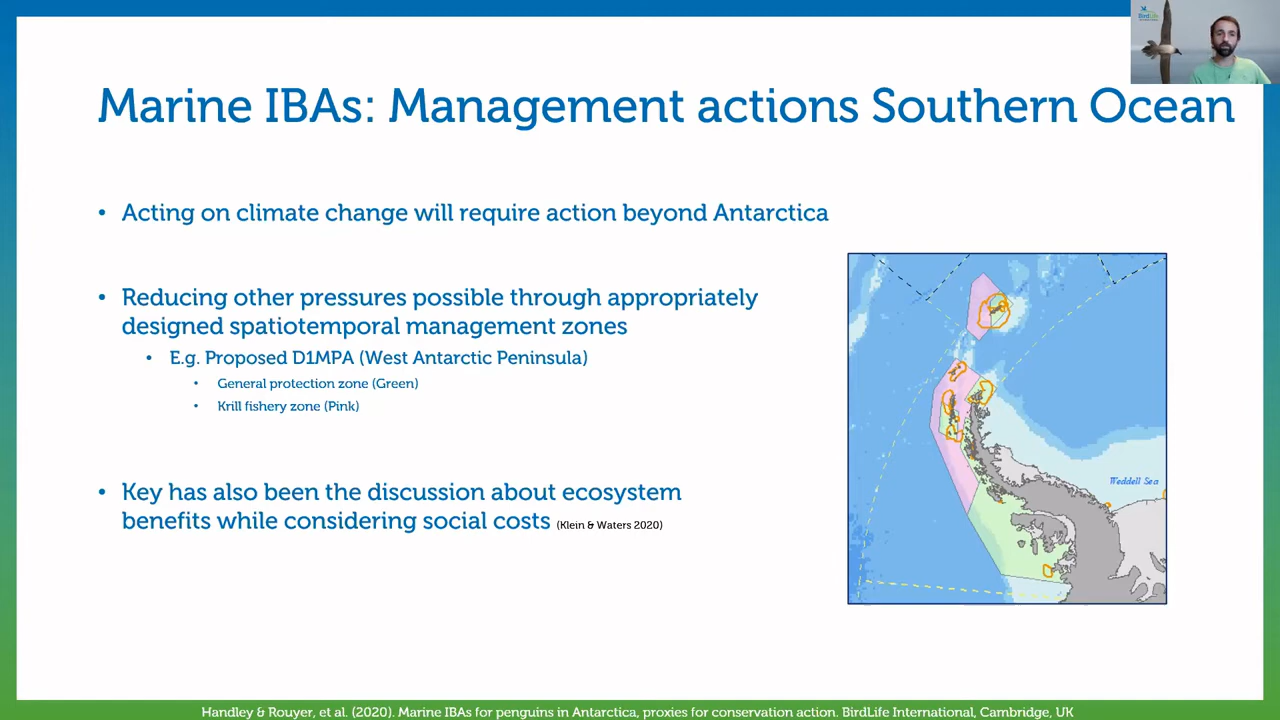 BirdLife
Marine IBAs: Management actions Southern Ocean
• Acting on climate change will require action beyond Antarctica
• Reducing other pressures possible through appropriately
designed spatiotemporal management zones
• E.g. Proposed D1MPA (West Antarctic Peninsula)
• General protection zone (Green)
• Krill fishery zone (Pink)
• Key has also been the discussion about ecosystem
benefits while considering social costs (Klein & Waters 2020)
Weddell Sea
Handley & Rouyer, et al. (2020). Marine IBAs for penguins in Antarctica, proxies for conservation action. BirdLife International, Cambridge, UK